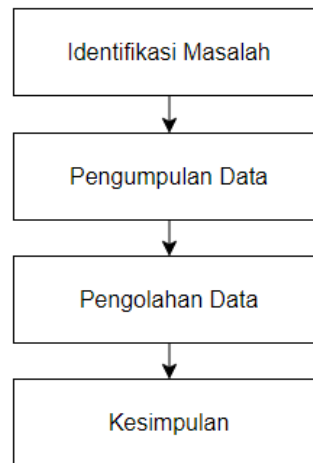 Identifikasi Masalah
Pengumpulan Data
Pengolahan Data
Kesimpulan